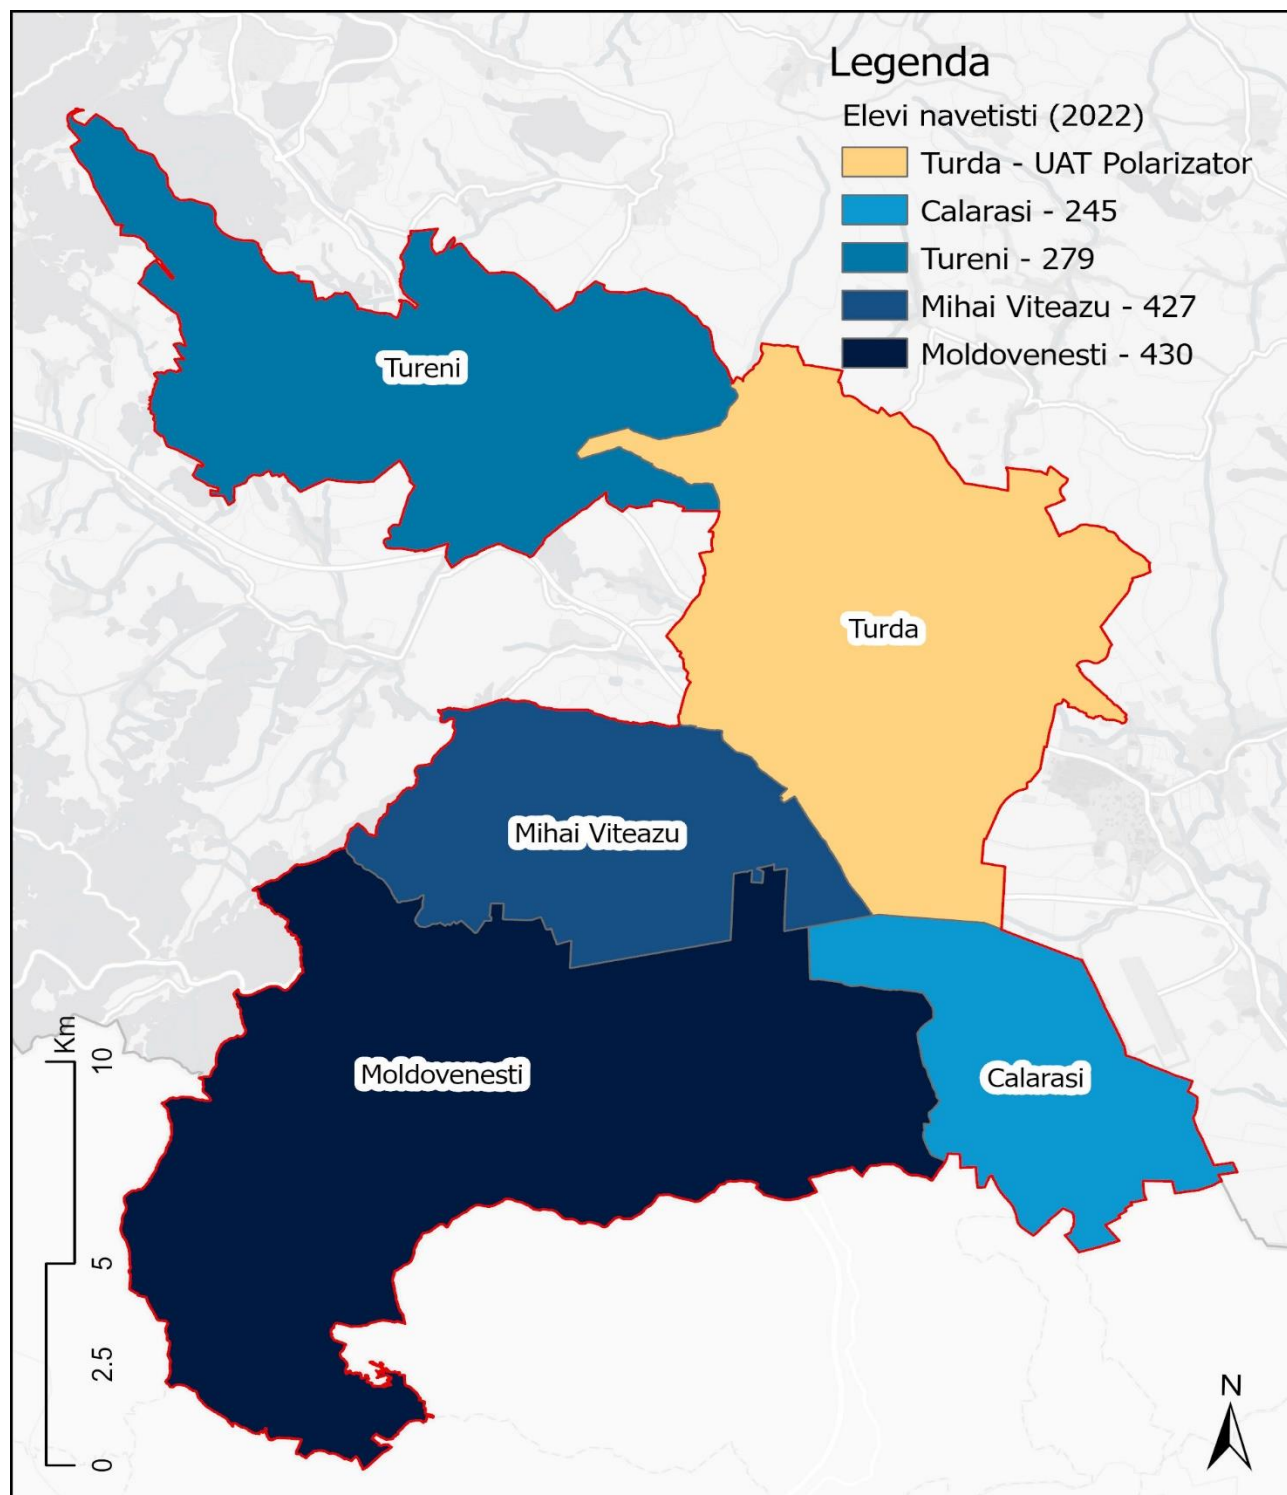 Legenda
Elevi navetisti (2022)
Turda - UAT Polarizator
Calarasi - 245
Tureni - 279
Mihai Viteazu - 427
Moldovenesti - 430
Tureni
Turda
Mihai Viteazu
Moldovenesti
Calarasi
Km
10
5
2.5
0
N